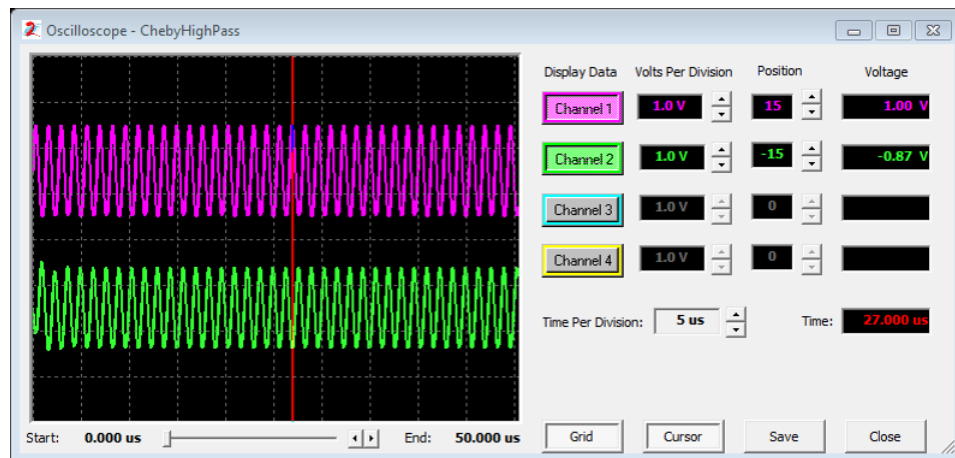 Oscilloscope - ChebyHighPass
Display Data Volts Per Division Position Voltage
Channel 1 1.0 V 15 1.00 V
Channel 2 1.0 V -15 -0.87 V
Channel 3 1.0 V 0
Channel 4 1.0 V 0
Time Per Division: 5 us Time: 27.000 us
Start: 0.000 us End: 50.000 us Grid Cursor Save Close